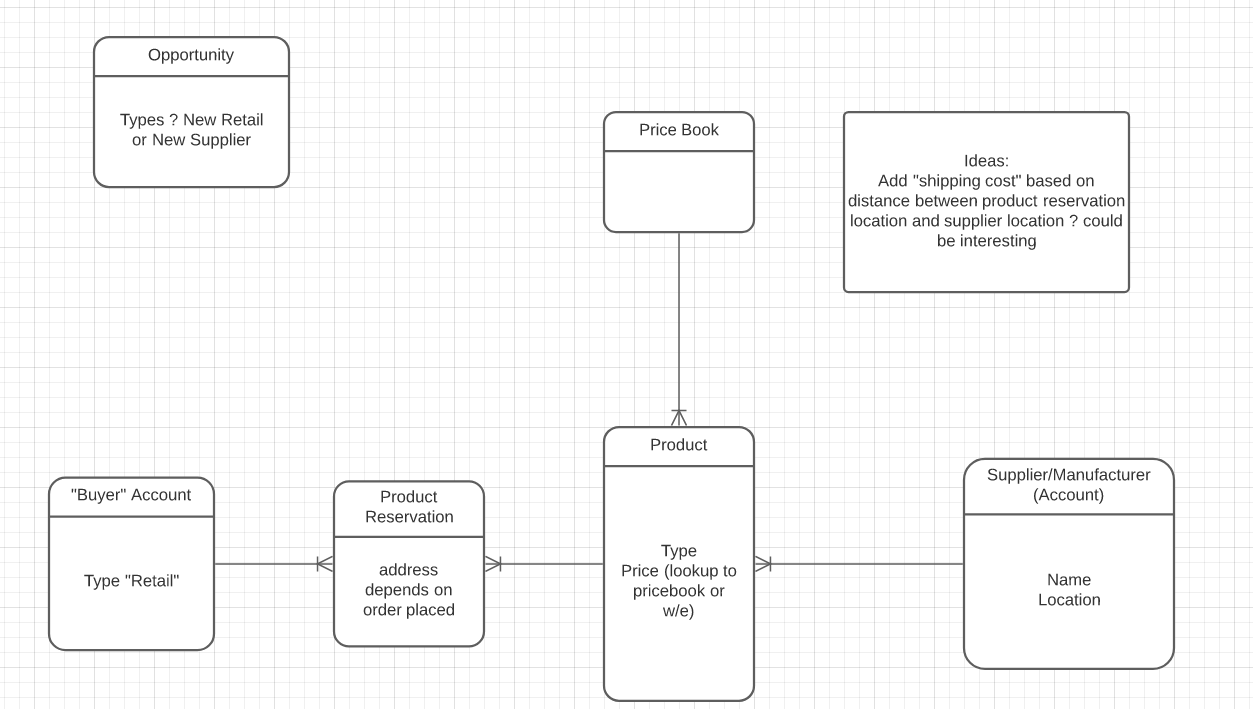 Opportunity
Types ? New Retail
or New Supplier
Price Book
Ideas:
Add "shipping cost" based on
distance between product reservation
location and supplier location ? could
be interesting
"Buyer" Account
Type "Retail"
Product
Reservation
address
depends on
order placed
Product
Type
Price (lookup to
pricebook or
w/e)
Supplier/Manufacturer
(Account)
Name
Location